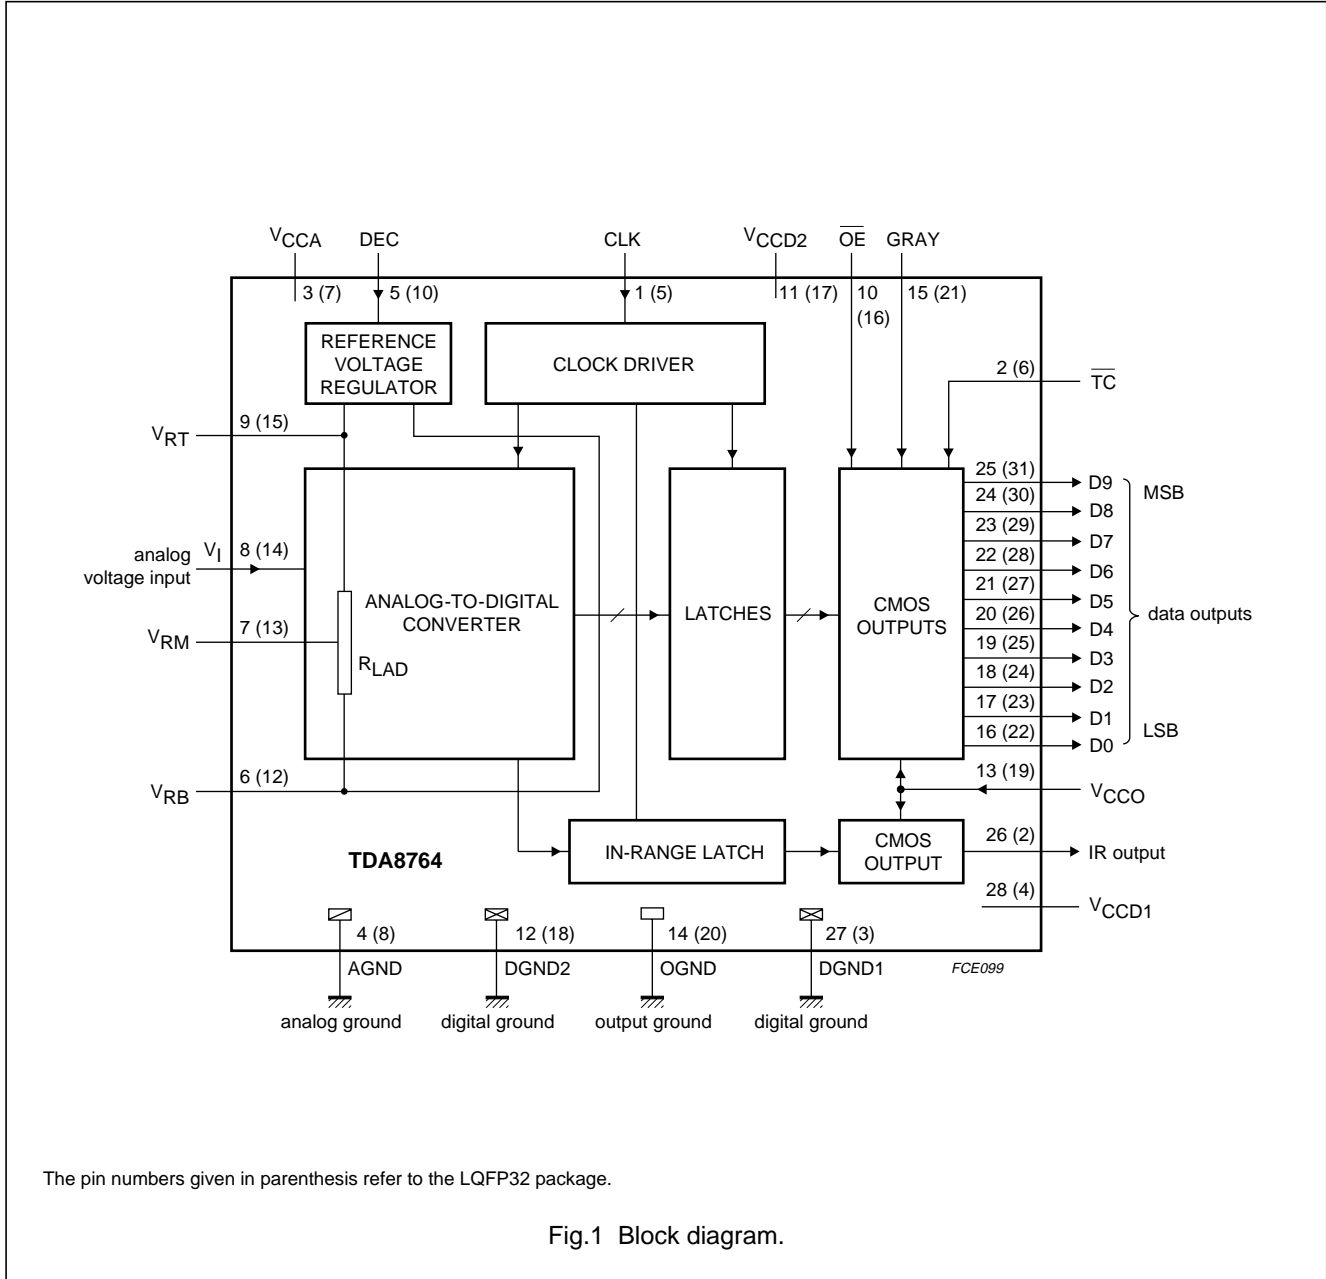 VCCA DEC CLK VCCD2 OE GRAY
3 (7) 5 (10) 1 (5) 11 (17) 10 15 (21)
(16)
REFERENCE
VOLTAGE
REGULATOR
CLOCK DRIVER
2 (6) TC
VRT 9 (15)
25 (31) D9 MSB
24 (30) D8
23 (29) D7
22 (28) D6
21 (27) D5
20 (26) D4
19 (25) D3
18 (24) D2
17 (23) D1
16 (22) D0 LSB
data outputs
analog
voltage input
VI 8 (14)
ANALOG-TO-DIGITAL
CONVERTER
LATCHES
CMOS
OUTPUTS
VRM 7 (13)
RLAD
VRB 6 (12)
13 (19) VCCO
TDA8764
IN-RANGE LATCH
CMOS
OUTPUT
26 (2) IR output
28 (4) VCCD1
4 (8) 12 (18) 14 (20) 27 (3)
AGND DGND2 OGND DGND1 FCE099
analog ground digital ground output ground digital ground
The pin numbers given in parenthesis refer to the LQFP32 package.
Fig.1 Block diagram.